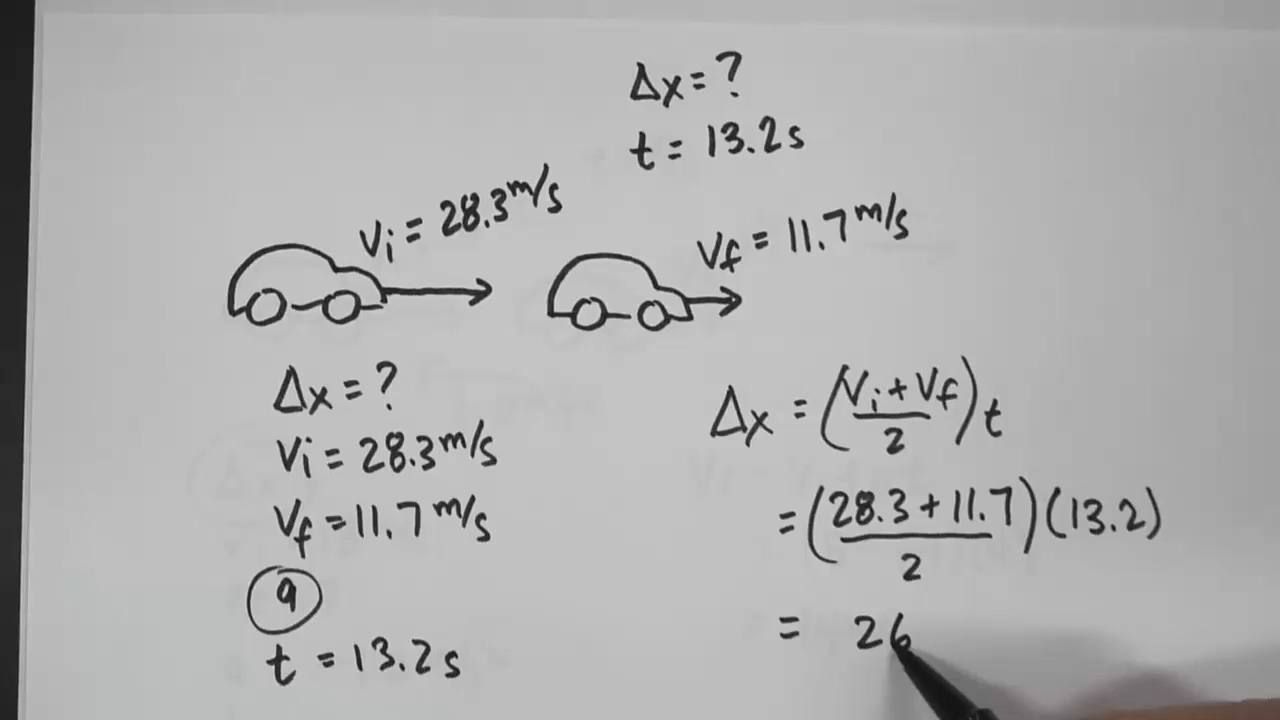 Δx = ?
t = 13.2 s
Vi = 28.3 m/s
Vf = 11.7 m/s
Δx = ?
Vi = 28.3 m/s
Vf = 11.7 m/s
a
t = 13.2 s
Δx = (Vi + Vf / 2) t
= (28.3 + 11.7 / 2) (13.2)
= 26